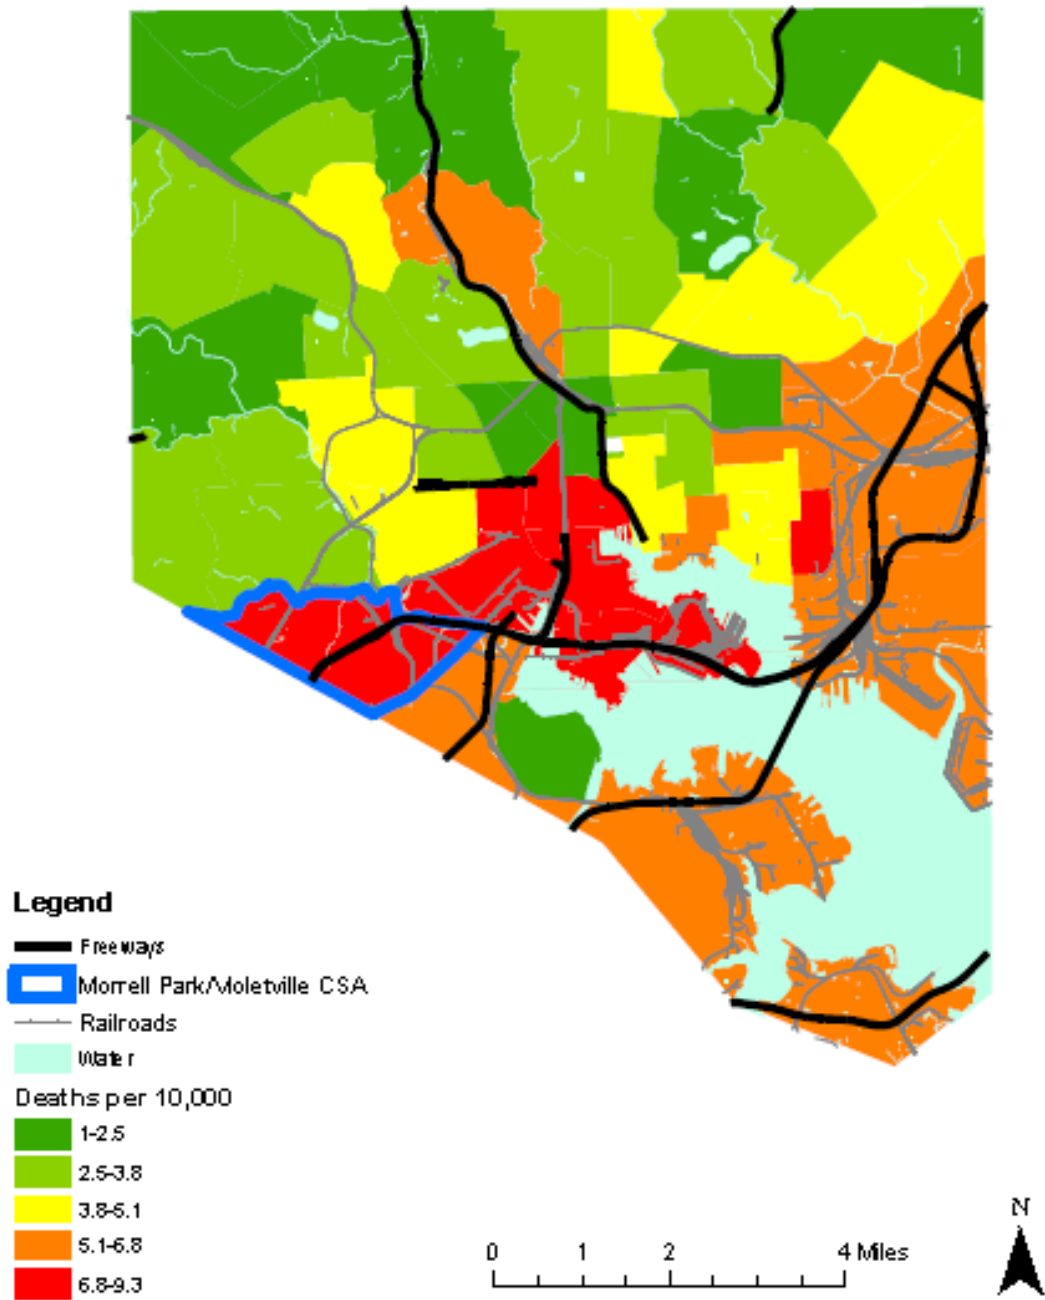 Legend
Freeways
Morrell Park/Violetville CSA
Railroads
Water
Deaths per 10,000
1-2.5
2.5-3.8
3.8-5.1
5.1-6.8
6.8-9.3
0 1 2 4 Miles
N